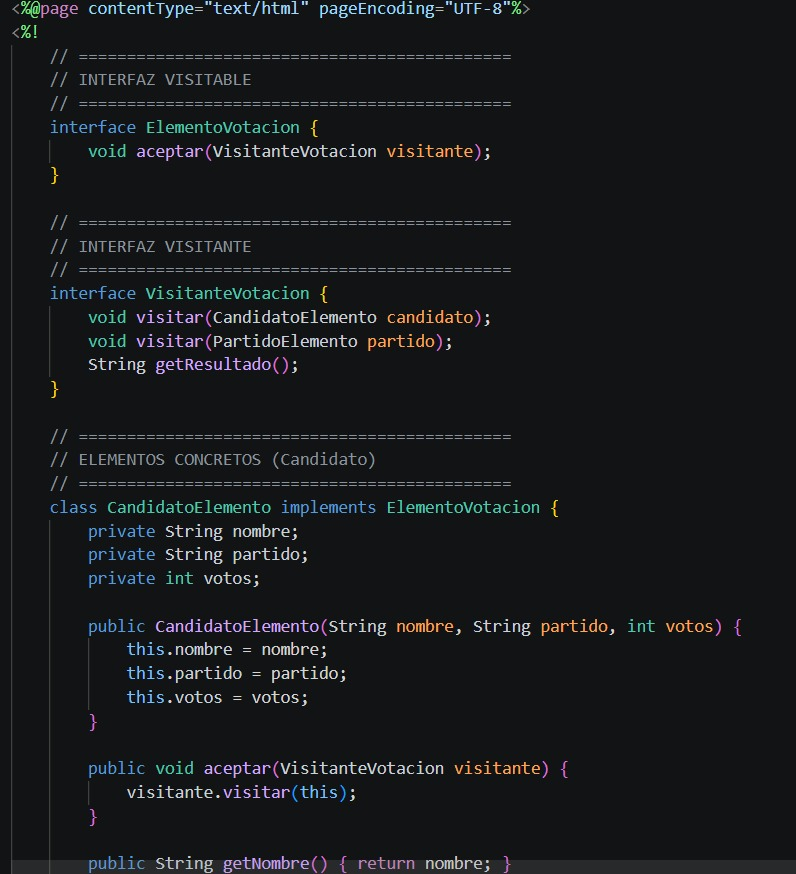 <%@page contentType="text/html" pageEncoding="UTF-8"%>
<%!
    // =============================================
    // INTERFAZ VISITABLE
    // =============================================
    interface ElementoVotacion {
        void aceptar(VisitanteVotacion visitante);
    }

    // =============================================
    // INTERFAZ VISITANTE
    // =============================================
    interface VisitanteVotacion {
        void visitar(CandidatoElemento candidato);
        void visitar(PartidoElemento partido);
        String getResultado();
    }

    // =============================================
    // ELEMENTOS CONCRETOS (Candidato)
    // =============================================
    class CandidatoElemento implements ElementoVotacion {
        private String nombre;
        private String partido;
        private int votos;

        public CandidatoElemento(String nombre, String partido, int votos) {
            this.nombre = nombre;
            this.partido = partido;
            this.votos = votos;
        }

        public void aceptar(VisitanteVotacion visitante) {
            visitante.visitar(this);
        }

        public String getNombre() { return nombre; }